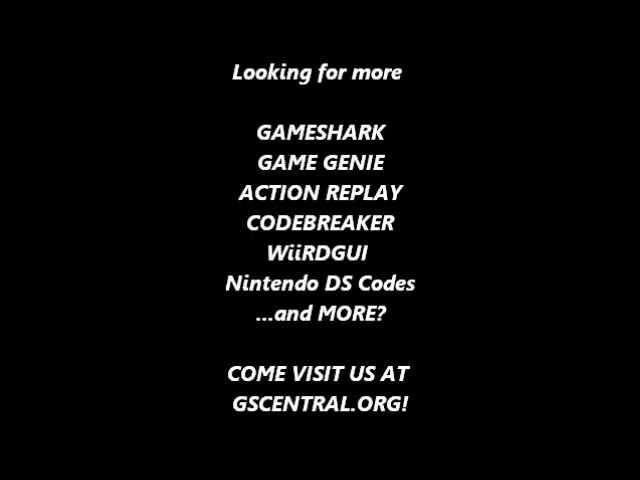 Looking for more
GAMESHARK
GAME GENIE
ACTION REPLAY
CODEBREAKER
WiiRDGUI
Nintendo DS Codes
...and MORE?
COME VISIT US AT
GSCENTRAL.ORG!